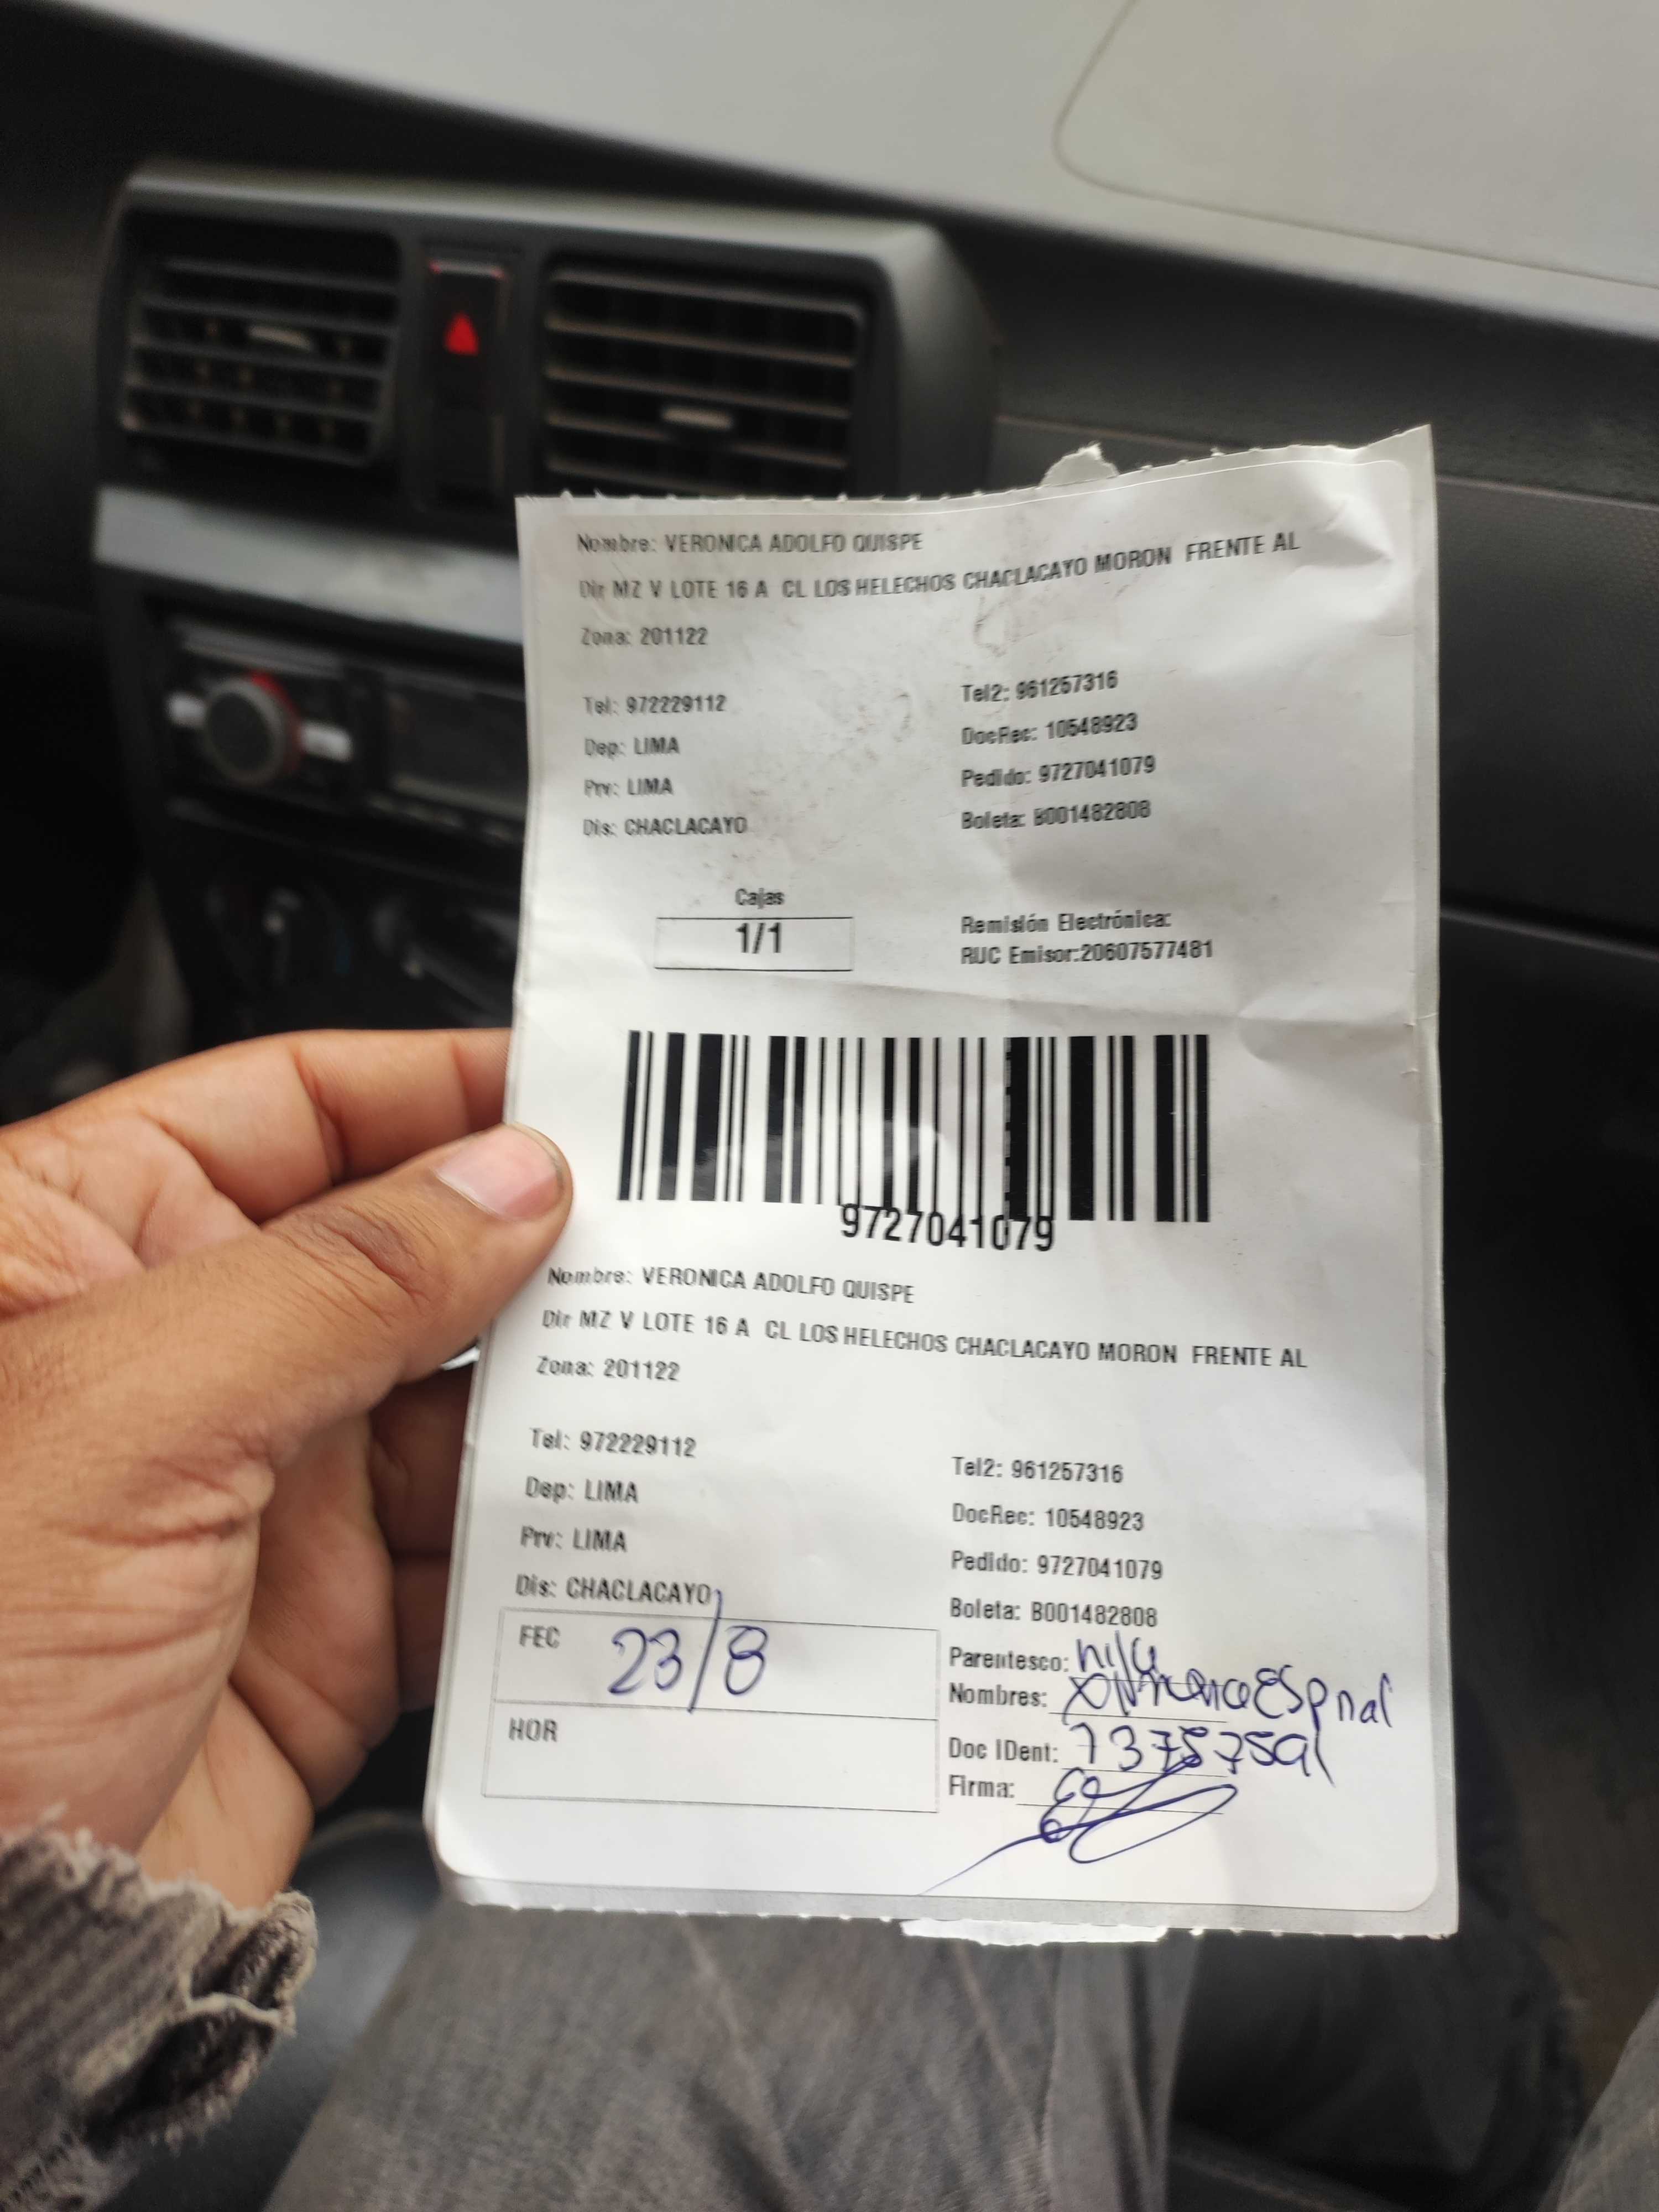 Nombre: VERONICA ADOLFO QUISPE
Dir MZ V LOTE 16 A CL LOS HELECHOS CHACLACAYO MORON FRENTE AL
Zona: 201122
Tel: 972229112 Tel2: 961257316
Dep: LIMA DocRec: 10548923
Prv: LIMA Pedido: 9727041079
Dis: CHACLACAYO Boleta: B001482808
Cajas
1/1
Remisión Electrónica:
RUC Emisor:20607577481
9727041079
Nombre: VERONICA ADOLFO QUISPE
Dir MZ V LOTE 16 A CL LOS HELECHOS CHACLACAYO MORON FRENTE AL
Zona: 201122
Tel: 972229112 Tel2: 961257316
Dep: LIMA DocRec: 10548923
Prv: LIMA Pedido: 9727041079
Dis: CHACLACAYO Boleta: B001482808
FEC 23/8
HOR
Parentesco: hija
Nombres:
Doc IDent:
Firma: